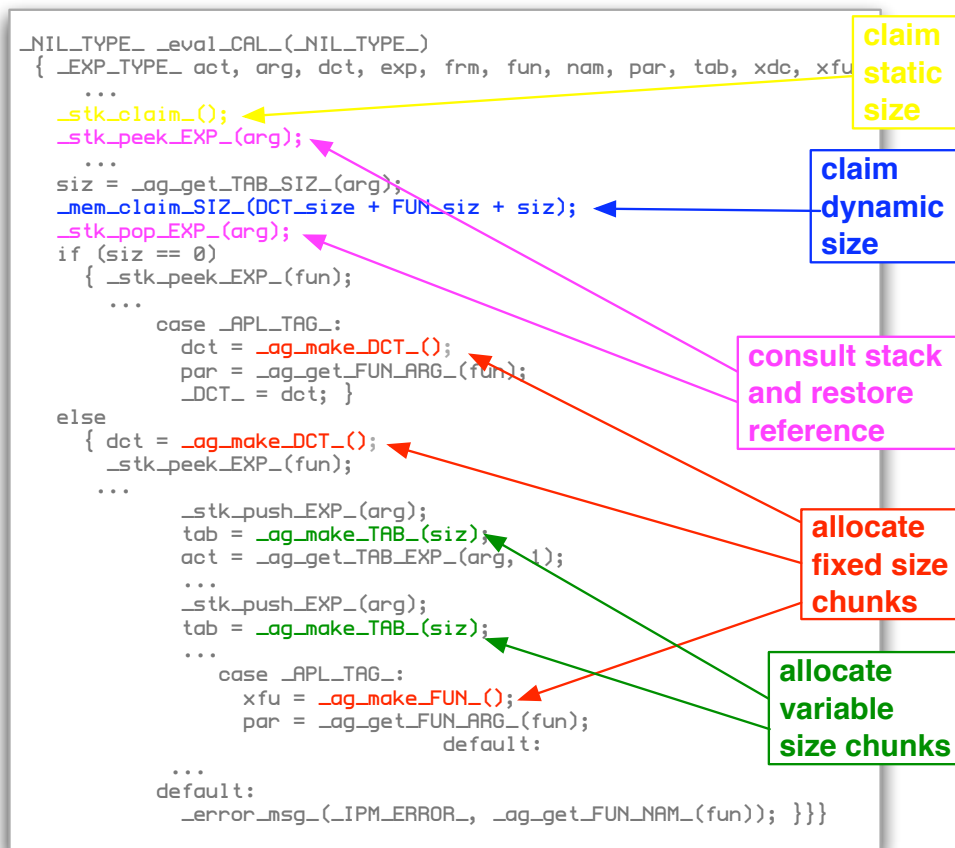 _NIL_TYPE_ _eval_CAL_(_NIL_TYPE_)
{ _EXP_TYPE_ act, arg, dct, exp, frm, fun, nam, par, tab, xdc, xfu
...
_stk_claim_();
_stk_peek_EXP_(arg);
...
siz = _ag_get_TAB_SIZ_(arg);
_mem_claim_SIZ_(DCT_size + FUN_siz + siz);
_stk_pop_EXP_(arg);
if (siz == 0)
{ _stk_peek_EXP_(fun);
...
case _APL_TAG_:
dct = _ag_make_DCT_();
par = _ag_get_FUN_ARG_(fun);
_DCT_ = dct; }
else
{ dct = _ag_make_DCT_();
_stk_peek_EXP_(fun);
...
_stk_push_EXP_(arg);
tab = _ag_make_TAB_(siz);
act = _ag_get_TAB_EXP_(arg, 1);
...
_stk_push_EXP_(arg);
tab = _ag_make_TAB_(siz);
...
case _APL_TAG_:
xfu = _ag_make_FUN_();
par = _ag_get_FUN_ARG_(fun);
default:
...
default:
_error_msg_(_IPM_ERROR_, _ag_get_FUN_NAM_(fun)); }}}
claim
static
size
claim
dynamic
size
consult stack
and restore
reference
allocate
fixed size
chunks
allocate
variable
size chunks